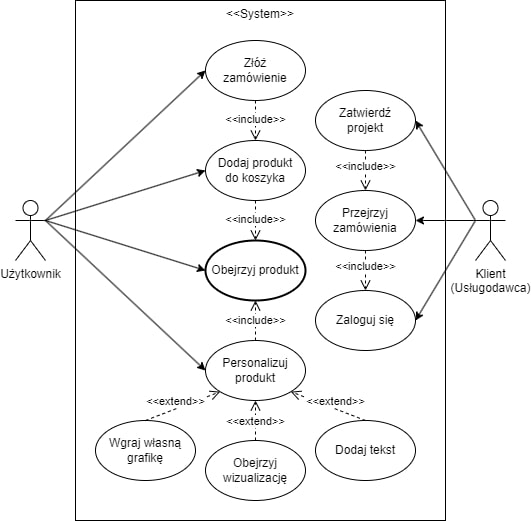 <<System>>
Złóż
zamówienie
<<include>>
Dodaj produkt
do koszyka
<<include>>
Obejrzyj produkt
<<include>>
Personalizuj
produkt
<<extend>>
<<extend>>
<<extend>>
Wgraj własną
grafikę
Obejrzyj
wizualizację
Dodaj tekst
Zatwierdź
projekt
<<include>>
Przejrzyj
zamówienia
<<include>>
Zaloguj się
Użytkownik
Klient
(Usługodawca)